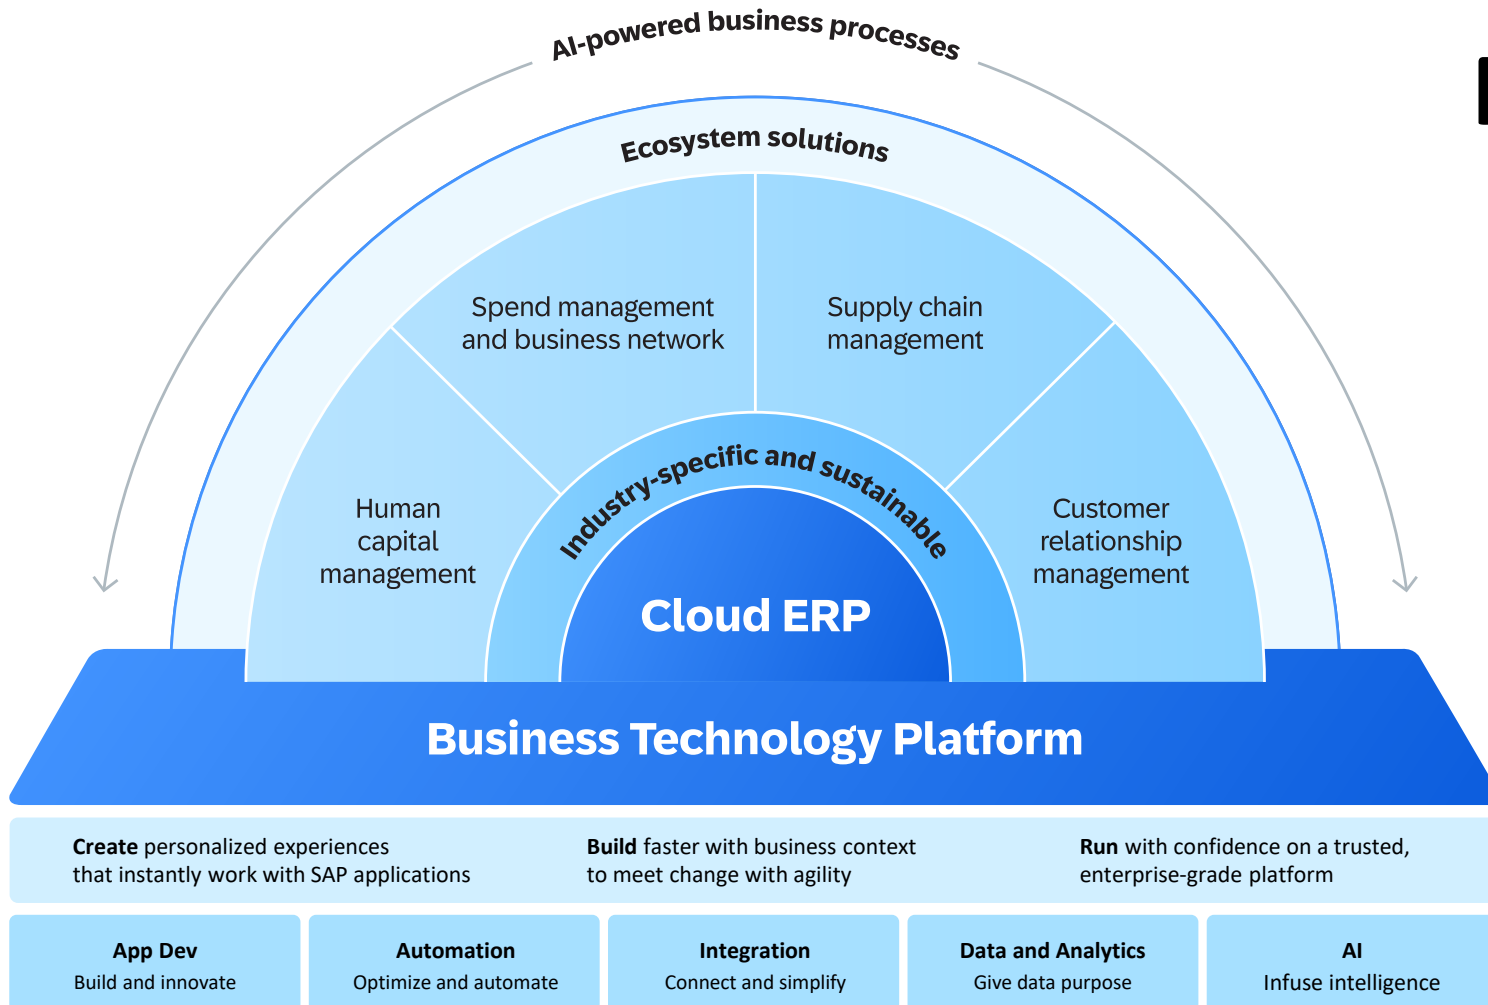 AI-powered business processes
Ecosystem solutions
Spend management
and business network
Supply chain
management
Human
capital
management
Industry-specific and sustainable
Customer
relationship
management
Cloud ERP
Business Technology Platform
Create personalized experiences
that instantly work with SAP applications
Build faster with business context
to meet change with agility
Run with confidence on a trusted,
enterprise-grade platform
App Dev
Build and innovate
Automation
Optimize and automate
Integration
Connect and simplify
Data and Analytics
Give data purpose
AI
Infuse intelligence